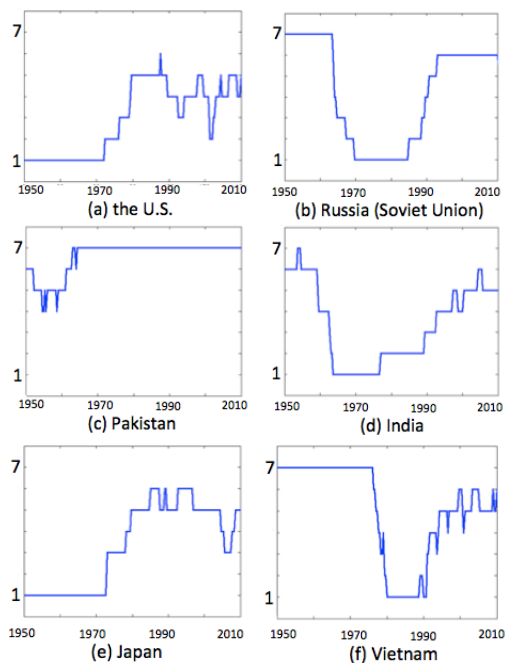 7
1
1950 1970 1990 2010
(a) the U.S.
7
1
1950 1970 1990 2010
(b) Russia (Soviet Union)
7
1
1950 1970 1990 2010
(c) Pakistan
7
1
1950 1970 1990 2010
(d) India
7
1
1950 1970 1990 2010
(e) Japan
7
1
1950 1970 1990 2010
(f) Vietnam